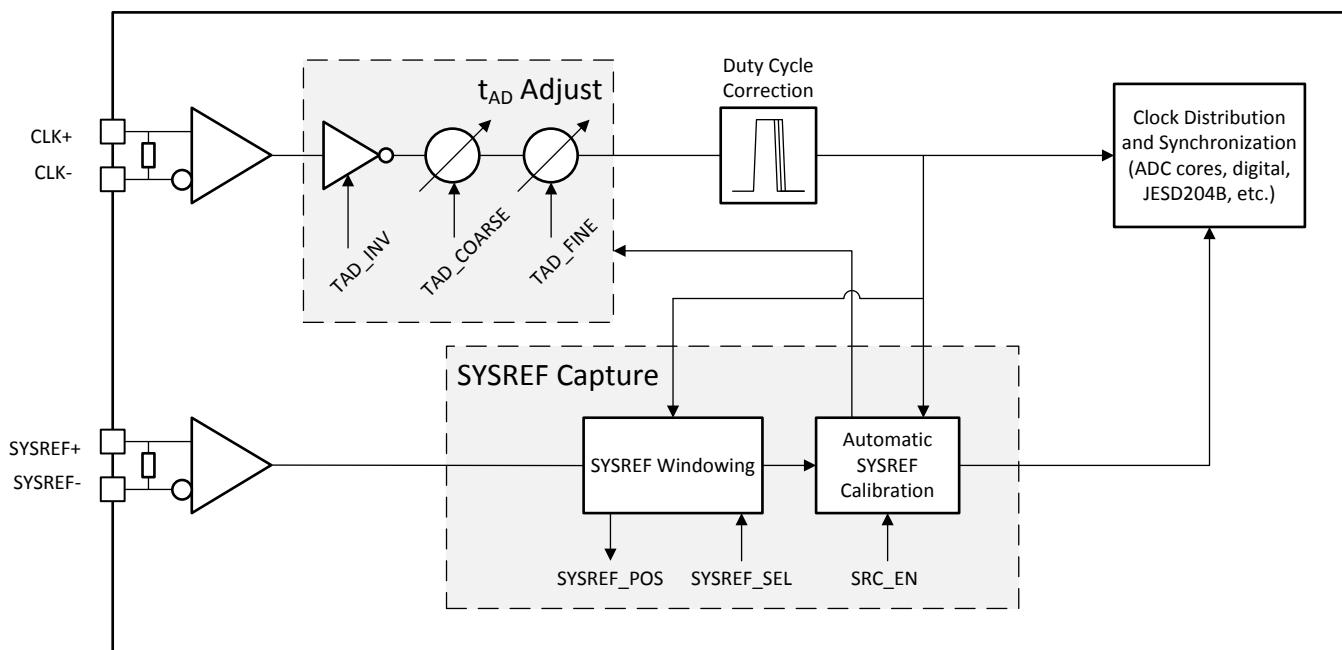 t_AD Adjust
Duty Cycle
Correction
CLK+
CLK-
TAD_INV
TAD_COARSE
TAD_FINE
Clock Distribution
and Synchronization
(ADC cores, digital,
JESD204B, etc.)
SYSREF Capture
SYSREF+
SYSREF-
SYSREF Windowing
Automatic
SYSREF
Calibration
SYSREF_POS
SYSREF_SEL
SRC_EN